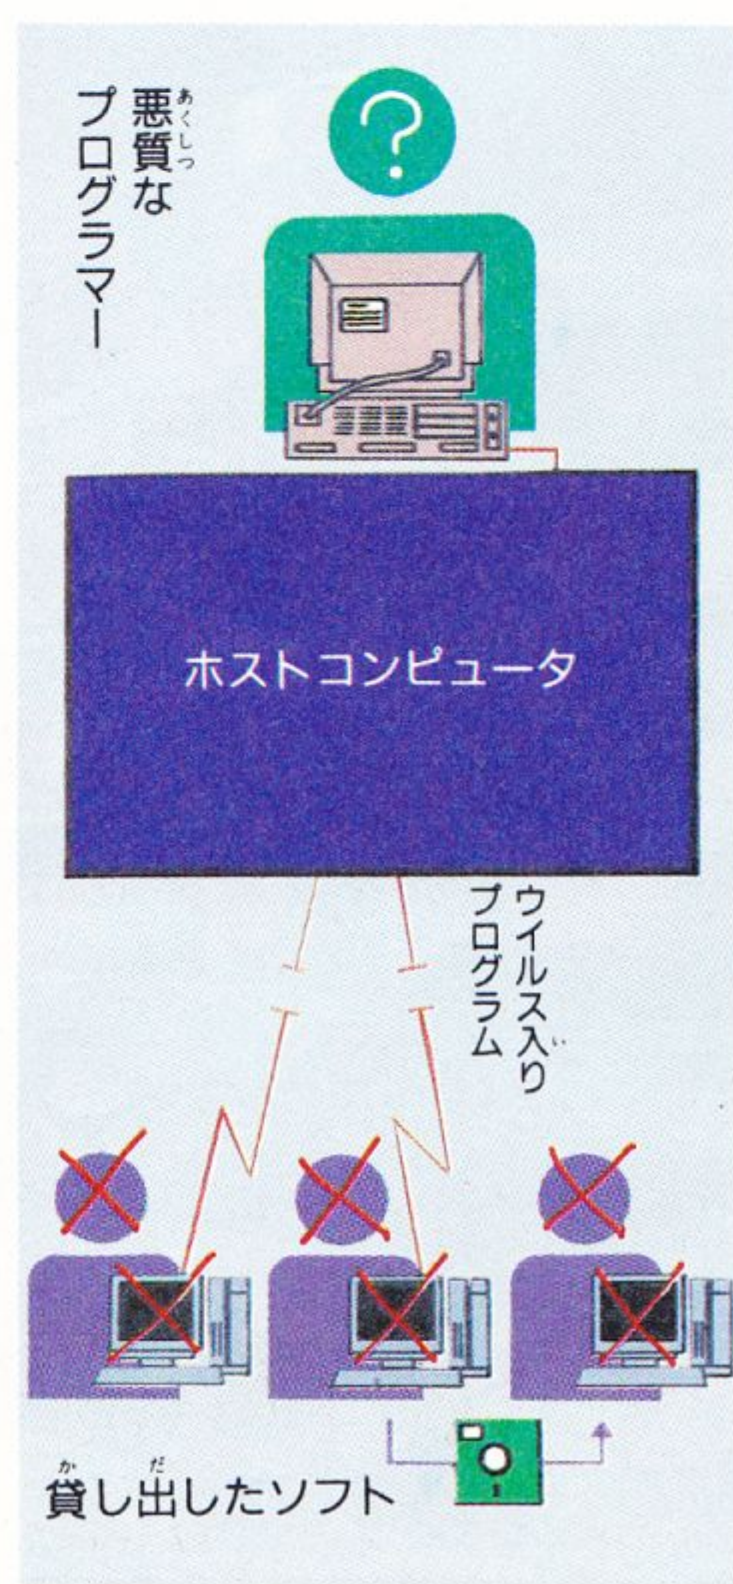 悪質な
プログラマー
ホストコンピュータ
ウイルス入り
プログラム
貸し出したソフト